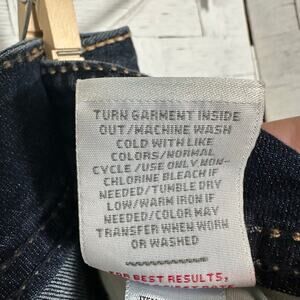 TURN GARMENT INSIDE
OUT/MACHINE WASH
COLD WITH LIKE
COLORS/NORMAL
CYCLE/USE ONLY NON-
CHLORINE BLEACH IF
NEEDED/TUMBLE DRY
LOW/WARM IRON IF
NEEDED/COLOR MAY
TRANSFER WHEN WORN
OR WASHED
FOR BEST RESULTS,